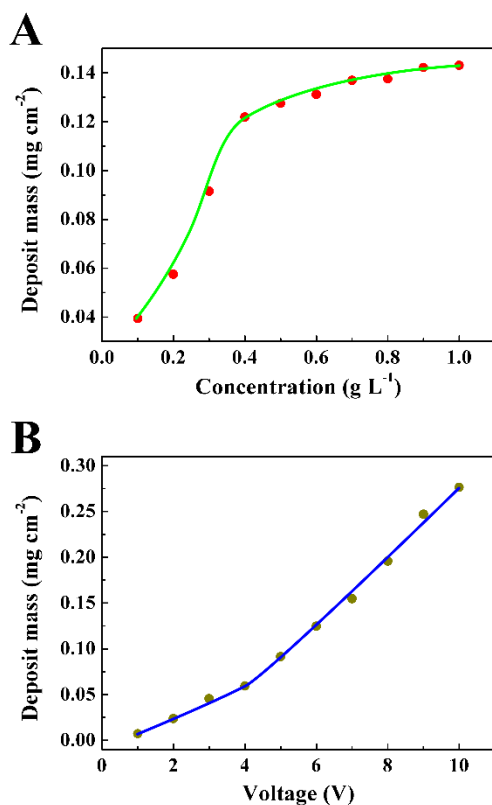 A
0.14
0.12
0.10
0.08
0.06
0.04
Deposit mass (mg cm⁻²)
0.0 0.2 0.4 0.6 0.8 1.0
Concentration (g L⁻¹)
B
0.30
0.25
0.20
0.15
0.10
0.05
0.00
Deposit mass (mg cm⁻²)
0 2 4 6 8 10
Voltage (V)